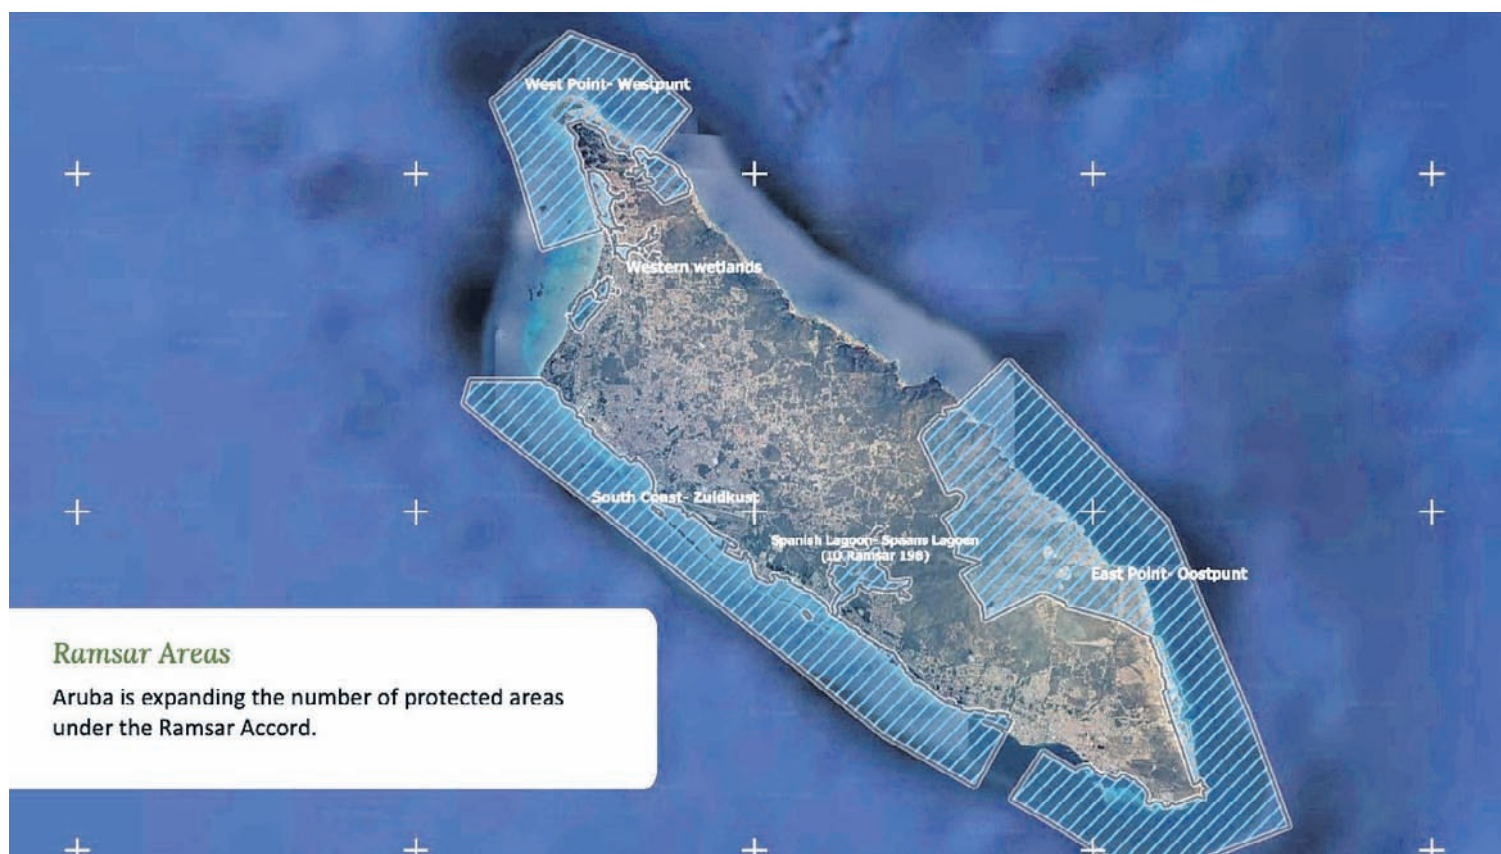 West Point- Westpunt
Western wetlands
South Coast- Zuidkust
Spanish Lagoon- Spaans Lagoen
(ID Ramsar 198)
East Point- Oostpunt
Ramsar Areas
Aruba is expanding the number of protected areas
under the Ramsar Accord.